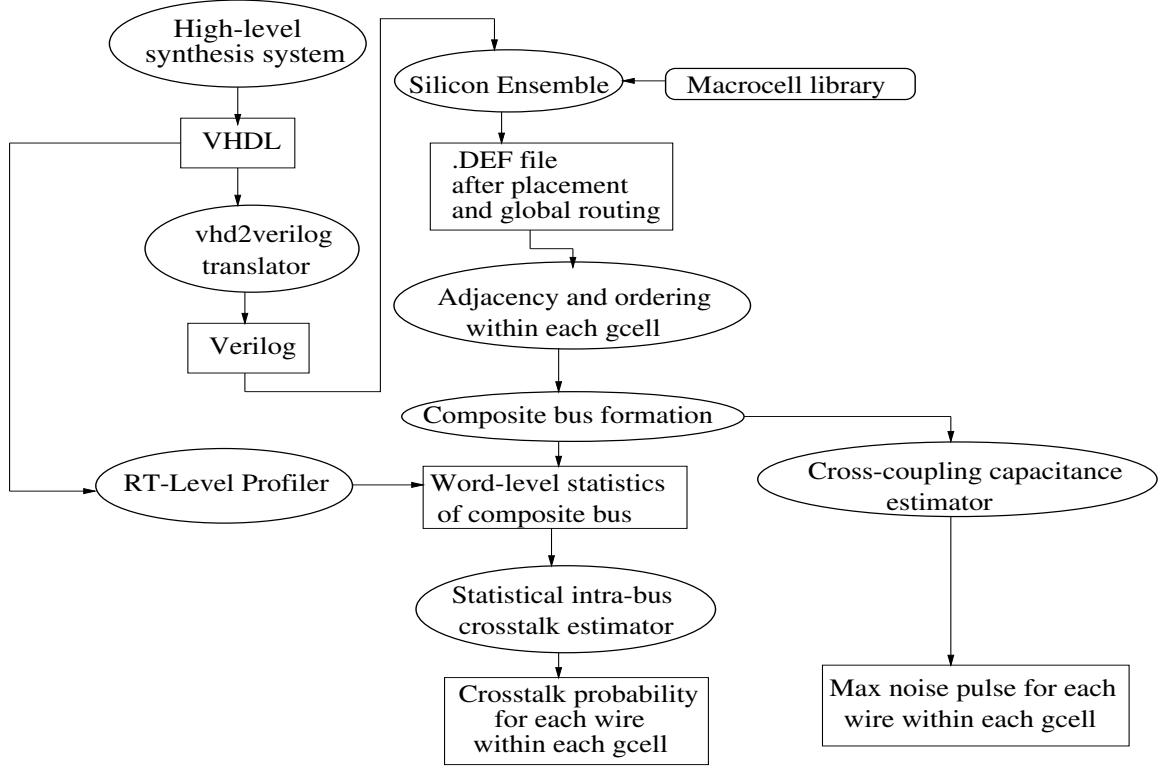 High-level
synthesis system
VHDL
vhd2verilog
translator
Verilog
Silicon Ensemble
Macrocell library
.DEF file
after placement
and global routing
Adjacency and ordering
within each gcell
Composite bus formation
RT-Level Profiler
Word-level statistics
of composite bus
Cross-coupling capacitance
estimator
Statistical intra-bus
crosstalk estimator
Crosstalk probability
for each wire
within each gcell
Max noise pulse for each
wire within each gcell